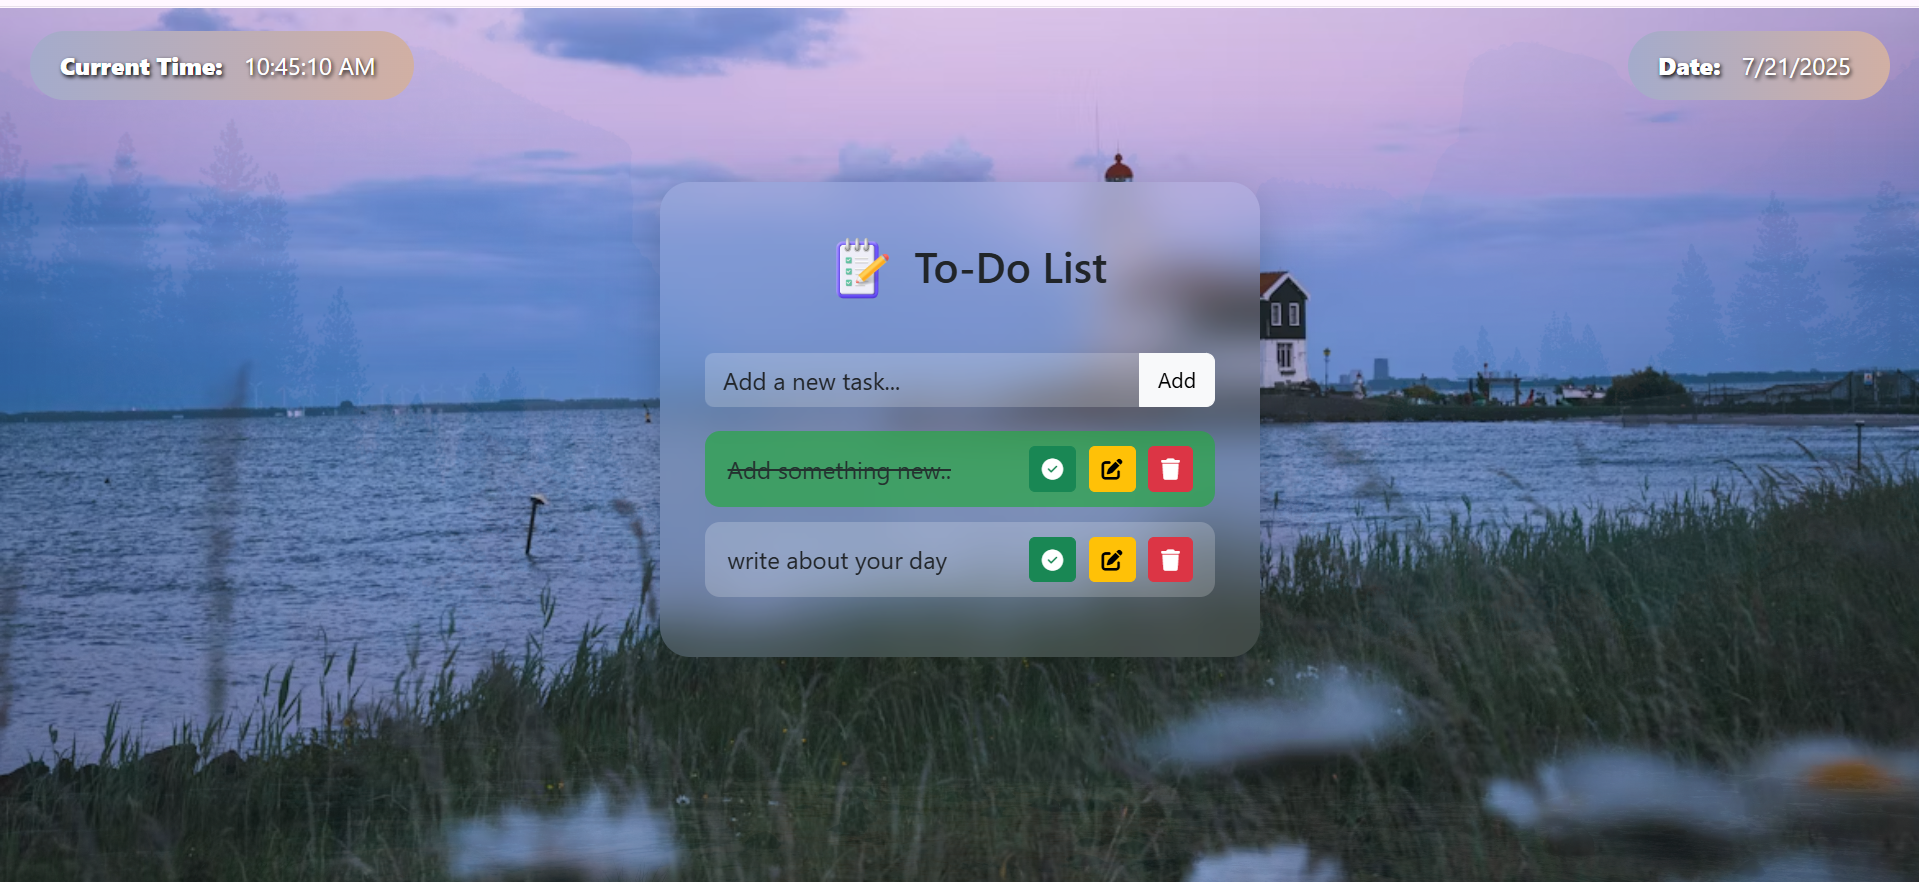 Current Time: 10:45:10 AM
Date: 7/21/2025
To-Do List
Add a new task...
Add
Add something new..
write about your day